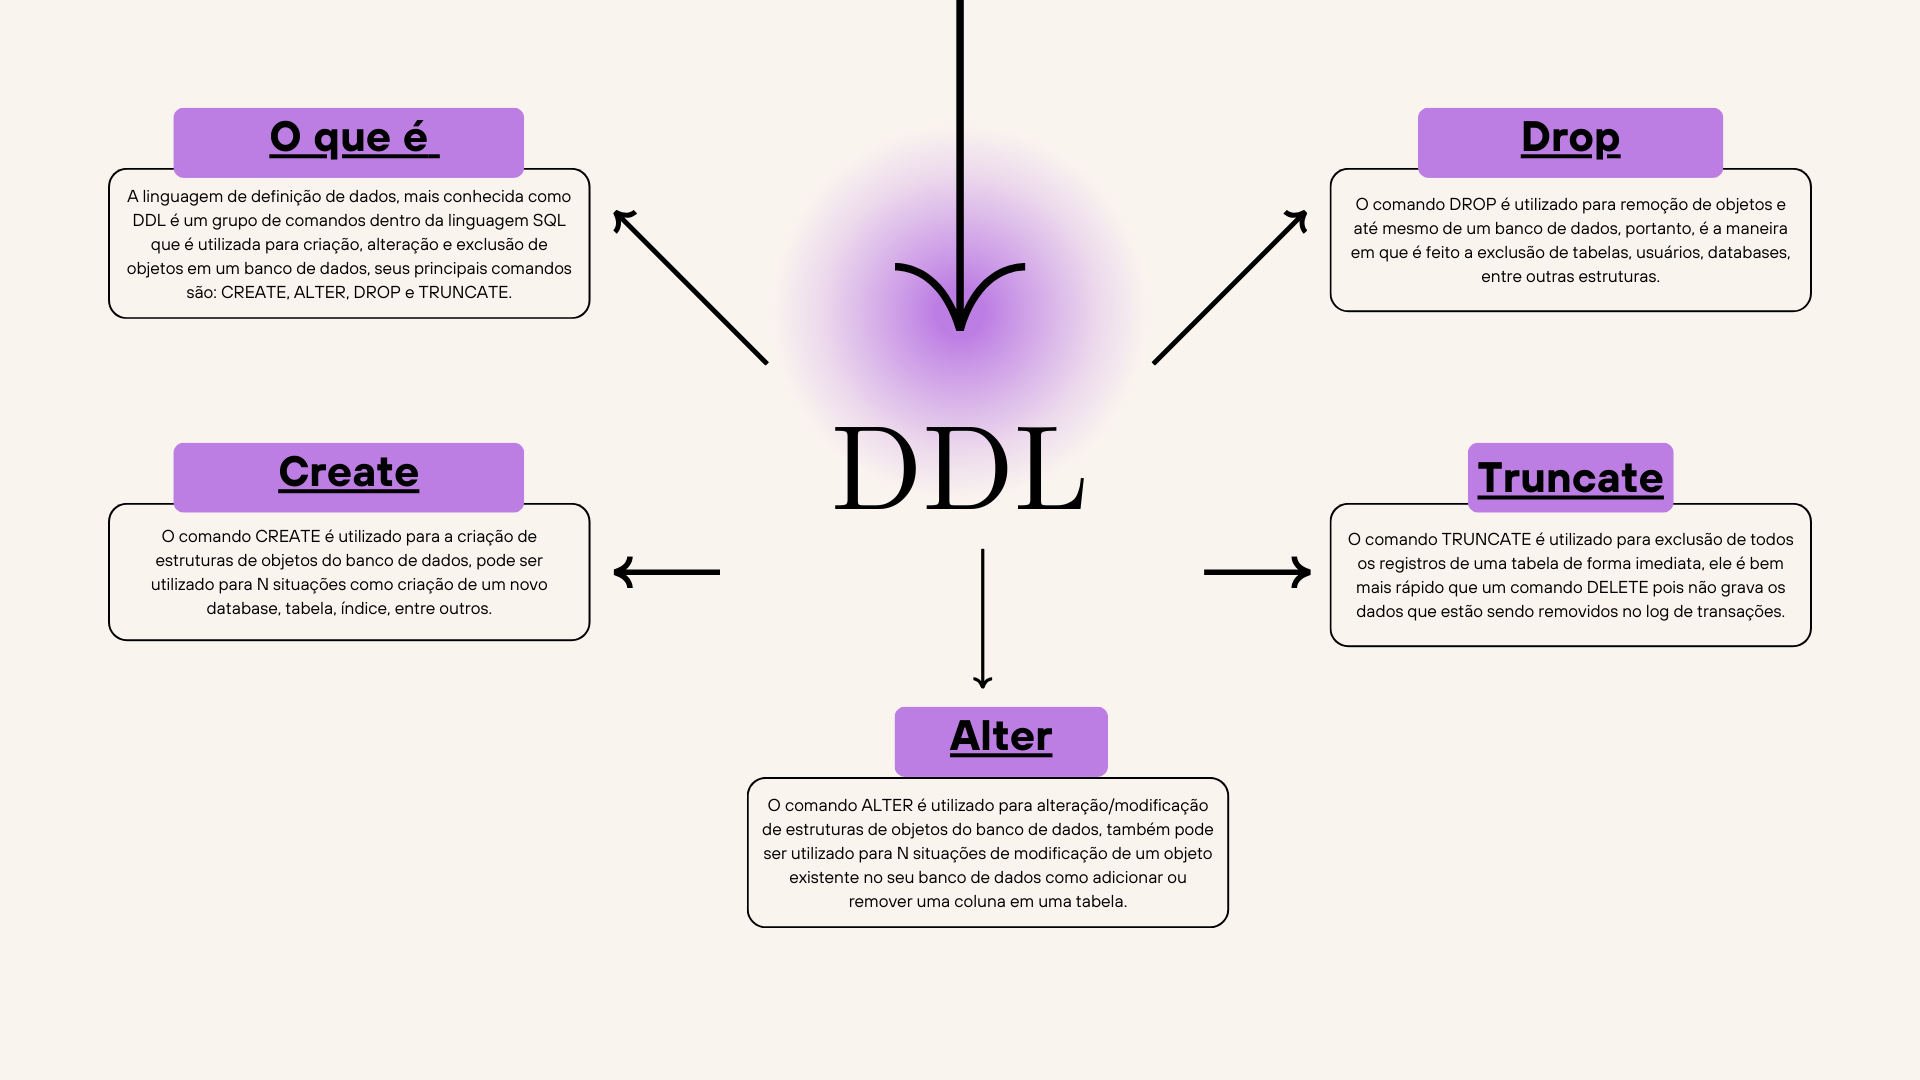 O que é
A linguagem de definição de dados, mais conhecida como
DDL é um grupo de comandos dentro da linguagem SQL
que é utilizada para criação, alteração e exclusão de
objetos em um banco de dados, seus principais comandos
são: CREATE, ALTER, DROP e TRUNCATE.
Drop
O comando DROP é utilizado para remoção de objetos e
até mesmo de um banco de dados, portanto, é a maneira
em que é feito a exclusão de tabelas, usuários, databases,
entre outras estruturas.
DDL
Create
O comando CREATE é utilizado para a criação de
estruturas de objetos do banco de dados, pode ser
utilizado para N situações como criação de um novo
database, tabela, índice, entre outros.
Truncate
O comando TRUNCATE é utilizado para exclusão de todos
os registros de uma tabela de forma imediata, ele é bem
mais rápido que um comando DELETE pois não grava os
dados que estão sendo removidos no log de transações.
Alter
O comando ALTER é utilizado para alteração/modificação
de estruturas de objetos do banco de dados, também pode
ser utilizado para N situações de modificação de um objeto
existente no seu banco de dados como adicionar ou
remover uma coluna em uma tabela.